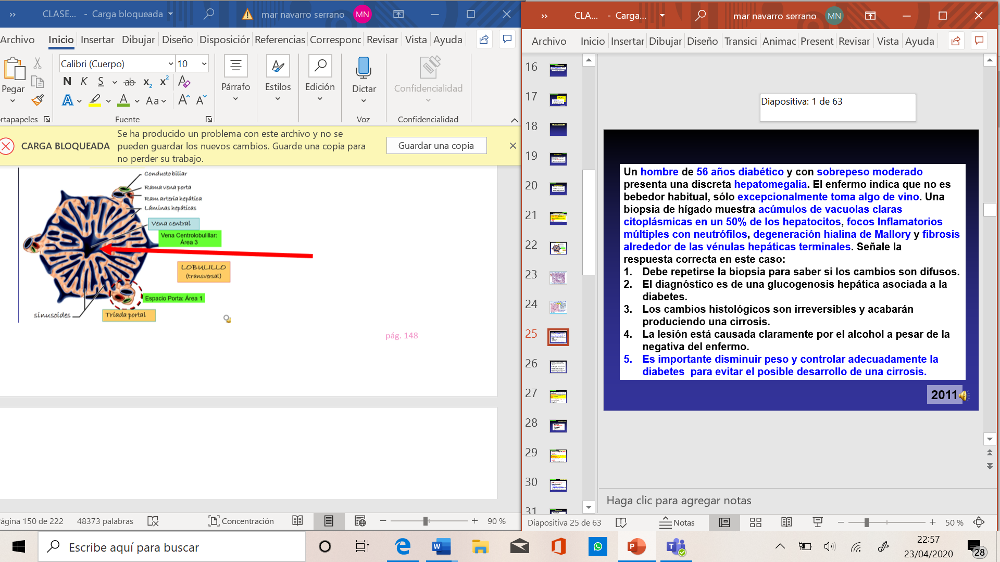 CLASE... - Carga bloqueada
mar navarro serrano MN
Archivo Inicio Insertar Dibujar Diseño Disposiciór Referencias Corresponc Revisar Vista Ayuda
Calibri (Cuerpo) 10
Pegar
N K S ab x2 x2 A
A A Aa A A
Párrafo
Estilos
Edición
Dictar
Confidencialidad
rtapapeles
Fuente
Voz
Confidencialidad
CARGA BLOQUEADA
Se ha producido un problema con este archivo y no se
pueden guardar los nuevos cambios. Guarde una copia para
no perder su trabajo.
Guardar una copia
Conducto biliar
Rama vena porta
Ram arteria hepática
Láminas hepáticas
Vena central
Vena Centrolobulillar:
Área 3
LOBULILLO
(transversal)
Espacio Porta: Área 1
sinusoides
Tríada portal
pág. 148
ágina 150 de 222
48373 palabras
Concentración
90 %
CLA... - Carga...
mar navarro serrano MN
Archivo Inicio Insertar Dibujar Diseño Transici Animac Present Revisar Vista Ayuda
16
17
18
19
20
21
22
23
24
25
26
27
28
29
30
31
Diapositiva: 1 de 63
Un hombre de 56 años diabético y con sobrepeso moderado
presenta una discreta hepatomegalia. El enfermo indica que no es
bebedor habitual, sólo excepcionalmente toma algo de vino. Una
biopsia de hígado muestra acúmulos de vacuolas claras
citoplásmicas en un 50% de los hepatocitos, focos Inflamatorios
múltiples con neutrófilos, degeneración hialina de Mallory y fibrosis
alrededor de las vénulas hepáticas terminales. Señale la
respuesta correcta en este caso:
1. Debe repetirse la biopsia para saber si los cambios son difusos.
2. El diagnóstico es de una glucogenosis hepática asociada a la
diabetes.
3. Los cambios histológicos son irreversibles y acabarán
produciendo una cirrosis.
4. La lesión está causada claramente por el alcohol a pesar de la
negativa del enfermo.
5. Es importante disminuir peso y controlar adecuadamente la
diabetes para evitar el posible desarrollo de una cirrosis.
2011
Haga clic para agregar notas
Diapositiva 25 de 63
Notas
50 %
Escribe aquí para buscar
22:57
23/04/2020
28